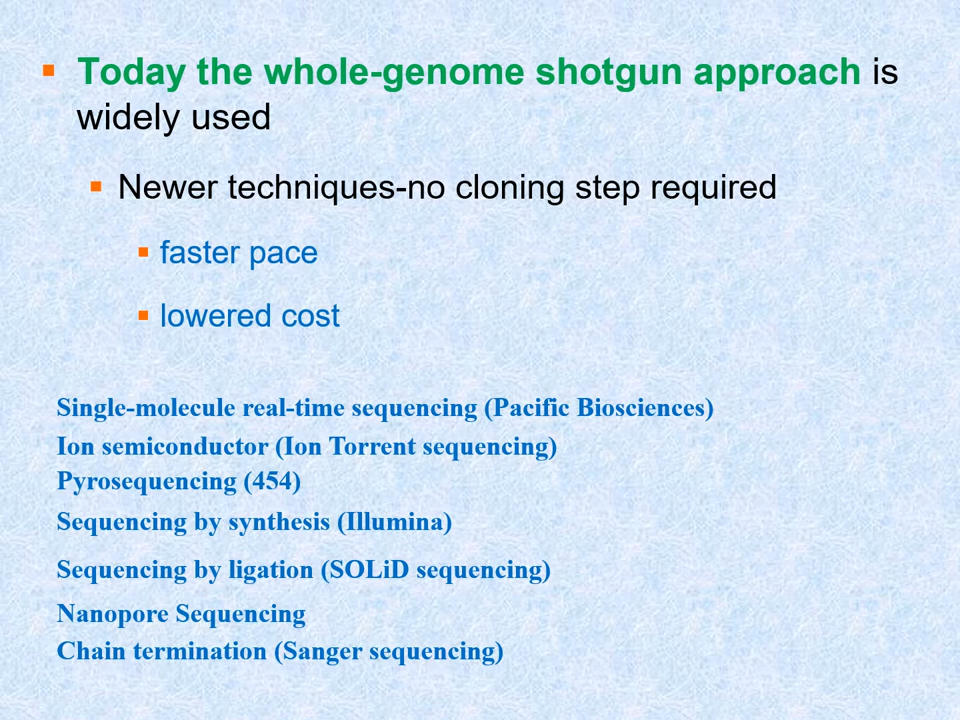 Today the whole-genome shotgun approach is
widely used
Newer techniques-no cloning step required
faster pace
lowered cost
Single-molecule real-time sequencing (Pacific Biosciences)
Ion semiconductor (Ion Torrent sequencing)
Pyrosequencing (454)
Sequencing by synthesis (Illumina)
Sequencing by ligation (SOLiD sequencing)
Nanopore Sequencing
Chain termination (Sanger sequencing)